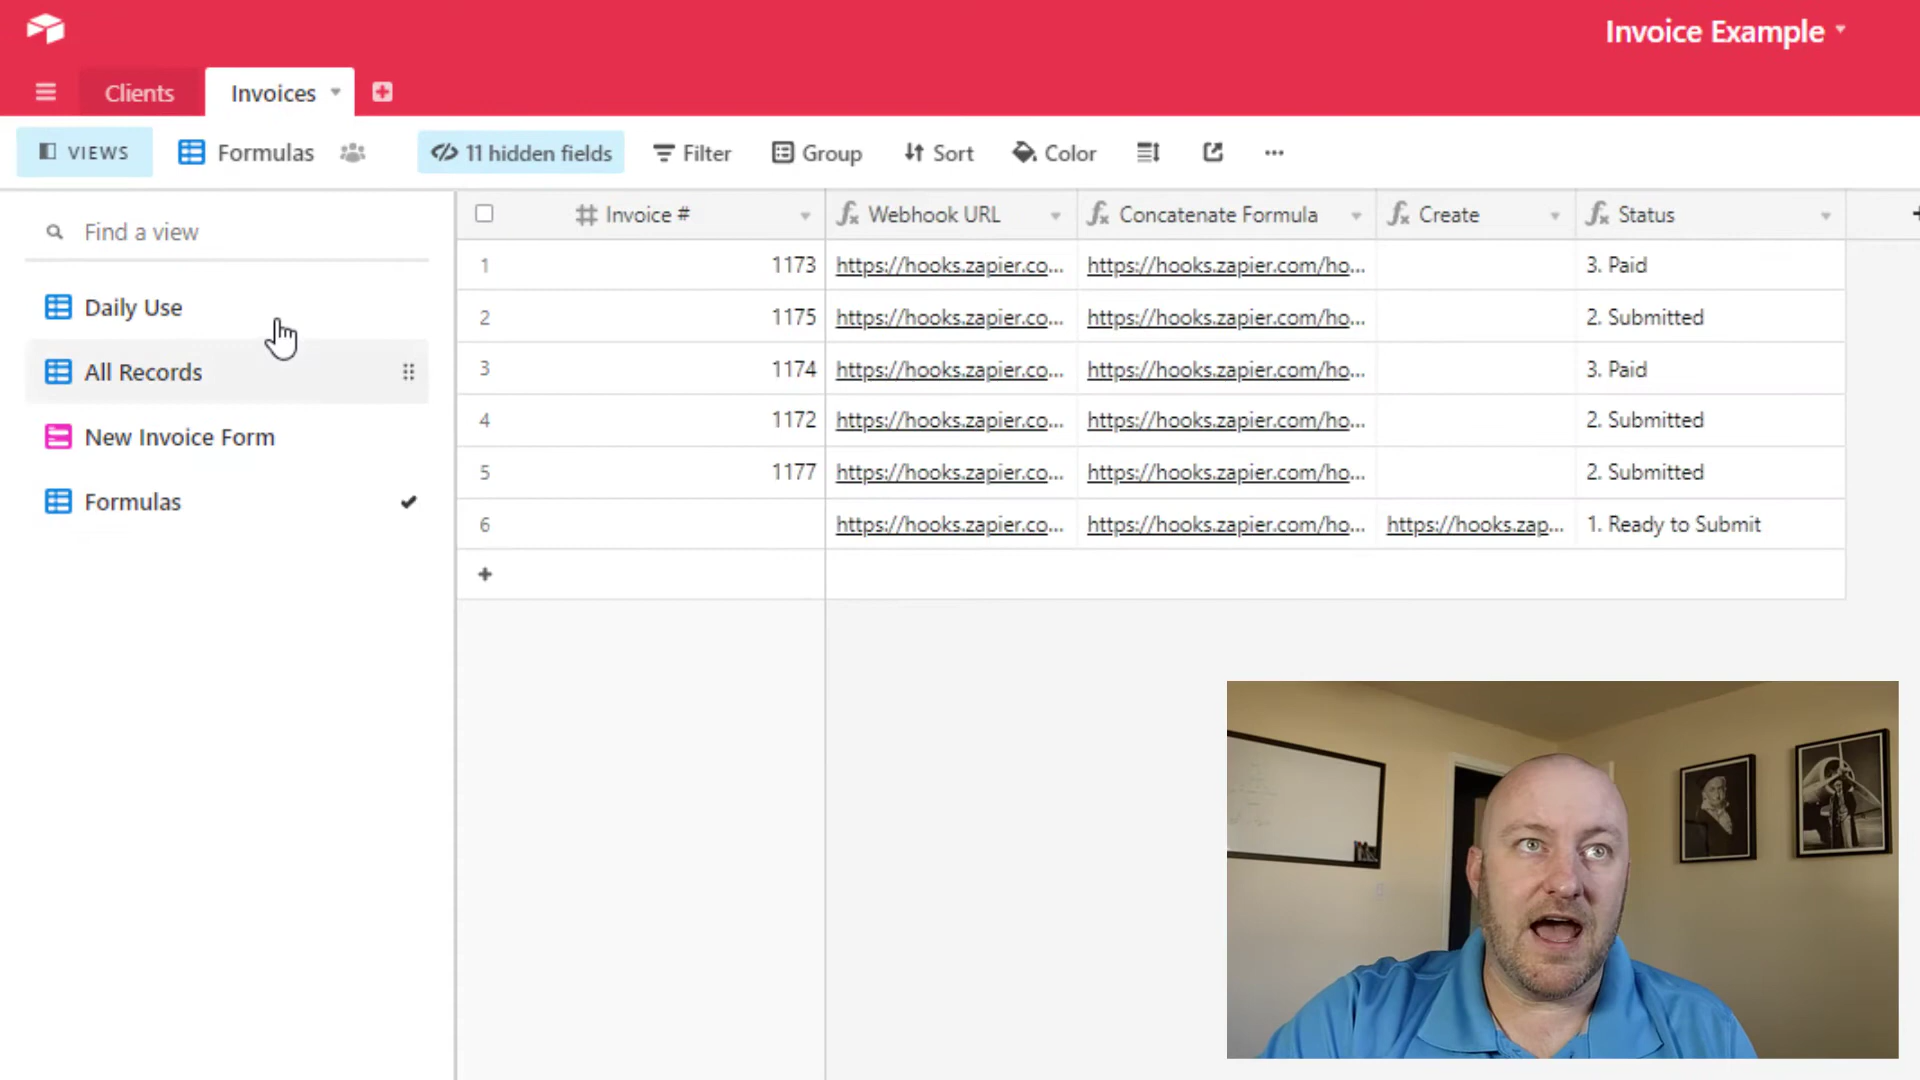 Invoice Example
Clients
Invoices
VIEWS
Formulas
11 hidden fields
Filter
Group
Sort
Color
Find a view
Daily Use
All Records
New Invoice Form
Formulas
Invoice # Webhook URL Concatenate Formula Create Status
1 1173 https://hooks.zapier.co... https://hooks.zapier.com/ho... 3. Paid
2 1175 https://hooks.zapier.co... https://hooks.zapier.com/ho... 2. Submitted
3 1174 https://hooks.zapier.co... https://hooks.zapier.com/ho... 3. Paid
4 1172 https://hooks.zapier.co... https://hooks.zapier.com/ho... 2. Submitted
5 1177 https://hooks.zapier.co... https://hooks.zapier.com/ho... 2. Submitted
6 https://hooks.zapier.co... https://hooks.zapier.com/ho... https://hooks.zap... 1. Ready to Submit